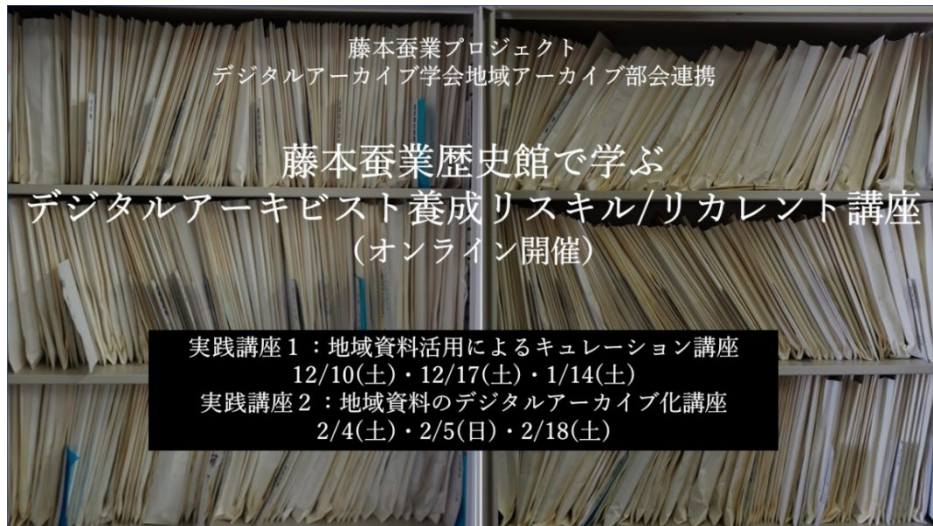 藤本蚕業プロジェクト
デジタルアーカイブ学会地域アーカイブ部会連携
藤本蚕業歴史館で学ぶ
デジタルアーキビスト養成リスキル/リカレント講座
（オンライン開催）
実践講座１：地域資料活用によるキュレーション講座
12/10(土)・12/17(土)・1/14(土)
実践講座２：地域資料のデジタルアーカイブ化講座
2/4(土)・2/5(日)・2/18(土)